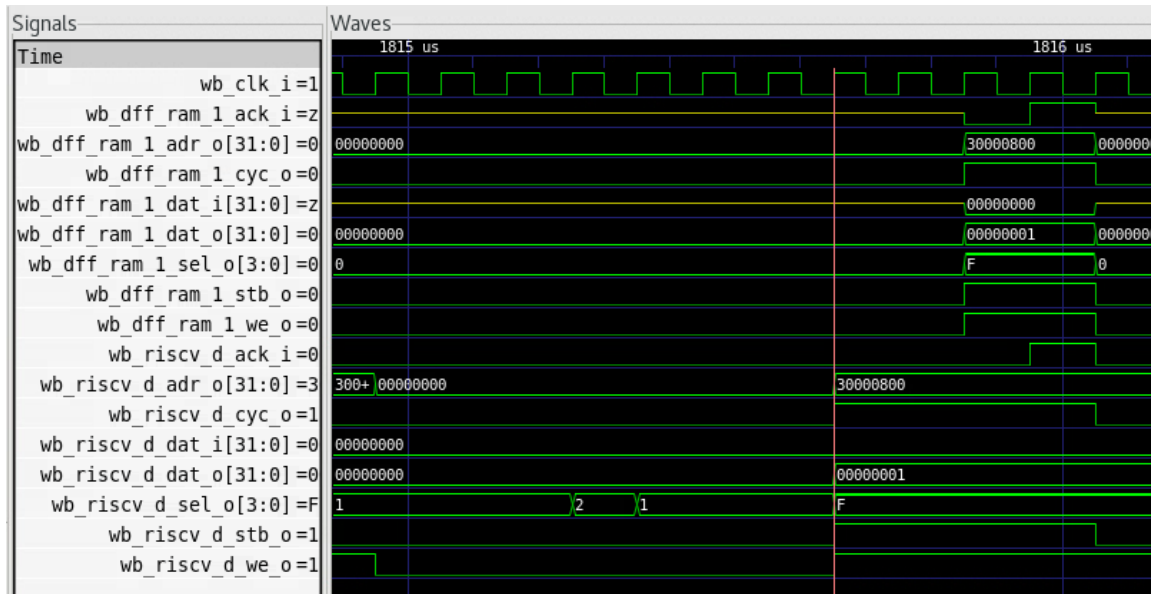 Signals Waves
Time 1815 us 1816 us
wb_clk_i=1
wb_dff_ram_1_ack_i=z
wb_dff_ram_1_adr_o[31:0]=0 00000000 30000800 0000000
wb_dff_ram_1_cyc_o=0
wb_dff_ram_1_dat_i[31:0]=z 00000000
wb_dff_ram_1_dat_o[31:0]=0 00000000 00000001 000000
wb_dff_ram_1_sel_o[3:0]=0 0 F 0
wb_dff_ram_1_stb_o=0
wb_dff_ram_1_we_o=0
wb_riscv_d_ack_i=0
wb_riscv_d_adr_o[31:0]=3 300+ 00000000 30000800
wb_riscv_d_cyc_o=1
wb_riscv_d_dat_i[31:0]=0 00000000
wb_riscv_d_dat_o[31:0]=0 00000000 00000001
wb_riscv_d_sel_o[3:0]=F 1 2 1 F
wb_riscv_d_stb_o=1
wb_riscv_d_we_o=1